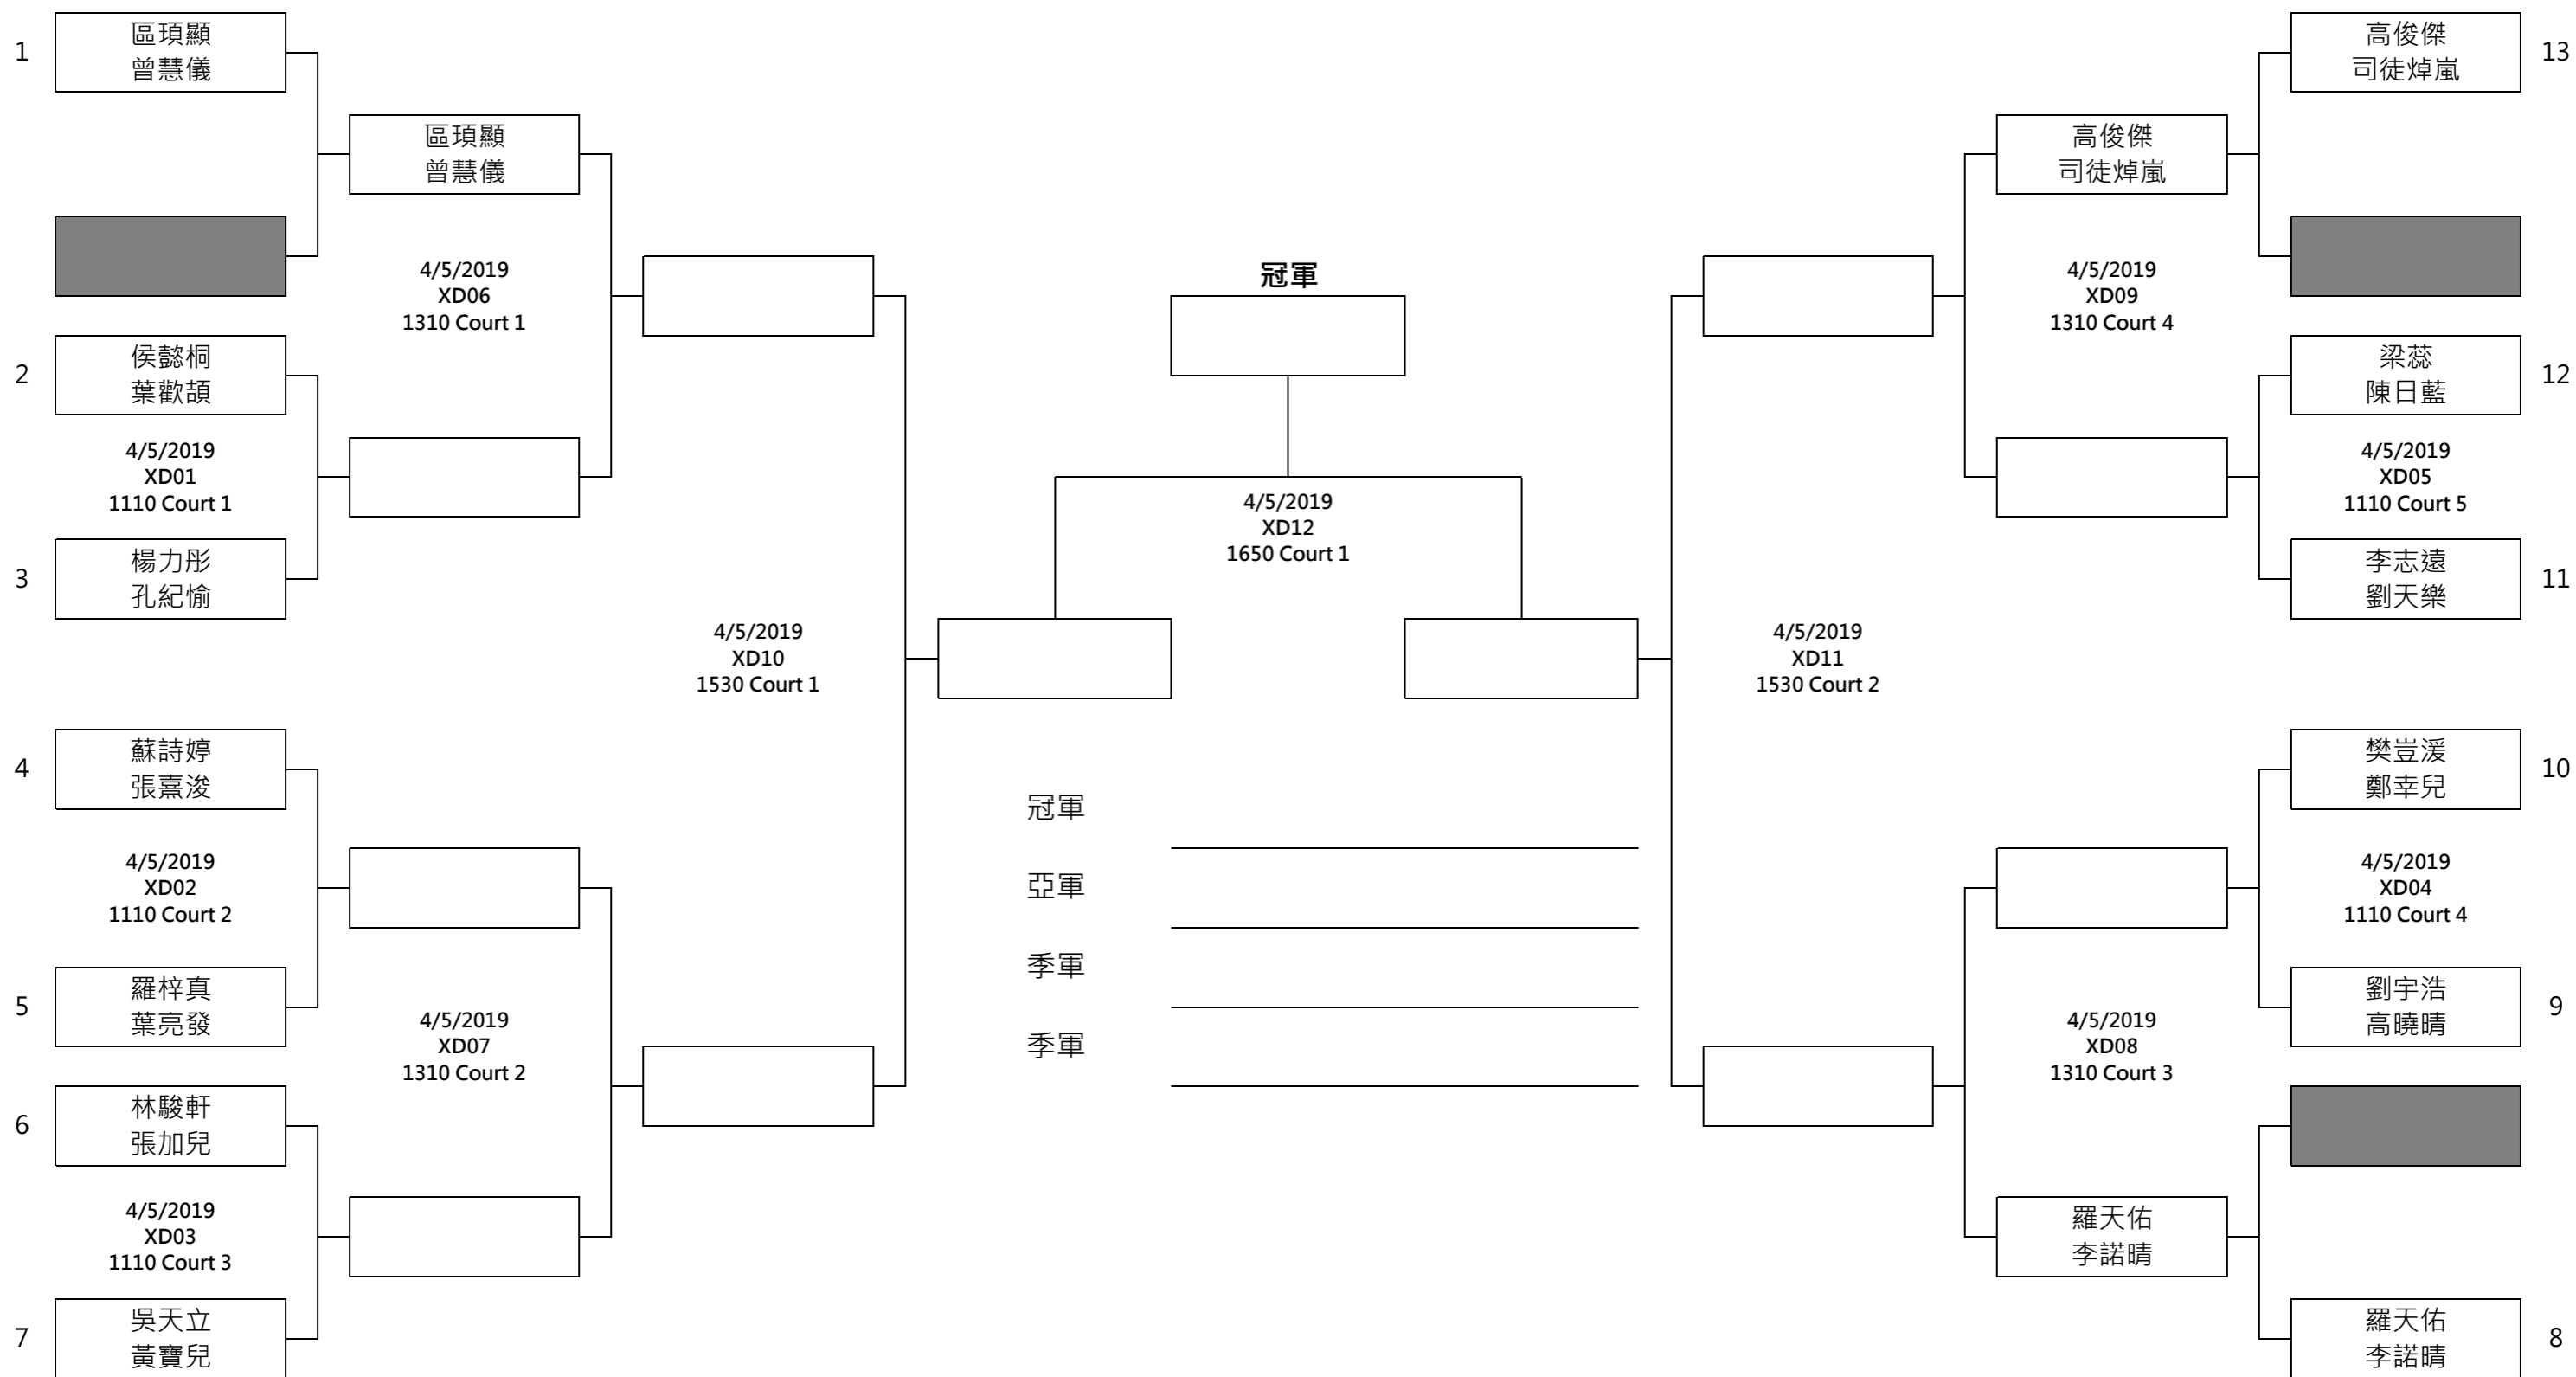 1
區項顯
曾慧儀
區項顯
曾慧儀
4/5/2019
XD06
1310 Court 1
2
侯懿桐
葉歡頡
4/5/2019
XD01
1110 Court 1
3
楊力彤
孔紀愉
4/5/2019
XD10
1530 Court 1
4
蘇詩婷
張熹浚
4/5/2019
XD02
1110 Court 2
5
羅梓真
葉亮發
4/5/2019
XD07
1310 Court 2
6
林駿軒
張加兒
4/5/2019
XD03
1110 Court 3
7
吳天立
黃寶兒
冠軍
4/5/2019
XD12
1650 Court 1
冠軍
亞軍
季軍
季軍
高俊傑
司徒焯嵐
13
高俊傑
司徒焯嵐
4/5/2019
XD09
1310 Court 4
梁蕊
陳日藍
12
4/5/2019
XD05
1110 Court 5
李志遠
劉天樂
11
4/5/2019
XD11
1530 Court 2
樊豈湲
鄭幸兒
10
4/5/2019
XD04
1110 Court 4
劉宇浩
高曉晴
9
4/5/2019
XD08
1310 Court 3
羅天佑
李諾晴
羅天佑
李諾晴
8